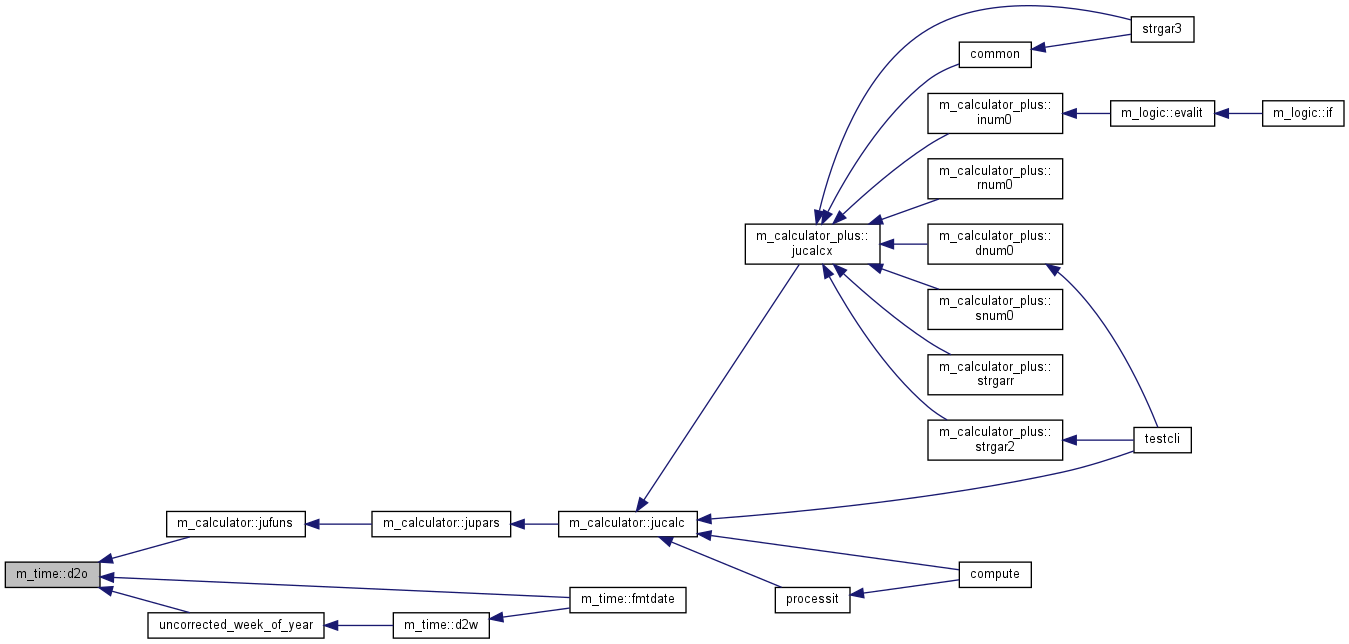 strgar3
common
m_calculator_plus::
inum0
m_logic::evalit
m_logic::if
m_calculator_plus::
rnum0
m_calculator_plus::
jucalcx
m_calculator_plus::
dnum0
m_calculator_plus::
snum0
m_calculator_plus::
strgarr
m_calculator_plus::
strgar2
testcli
m_calculator::jufuns
m_calculator::jupars
m_calculator::jucalc
m_time::d2o
compute
m_time::fmtdate
processit
uncorrected_week_of_year
m_time::d2w